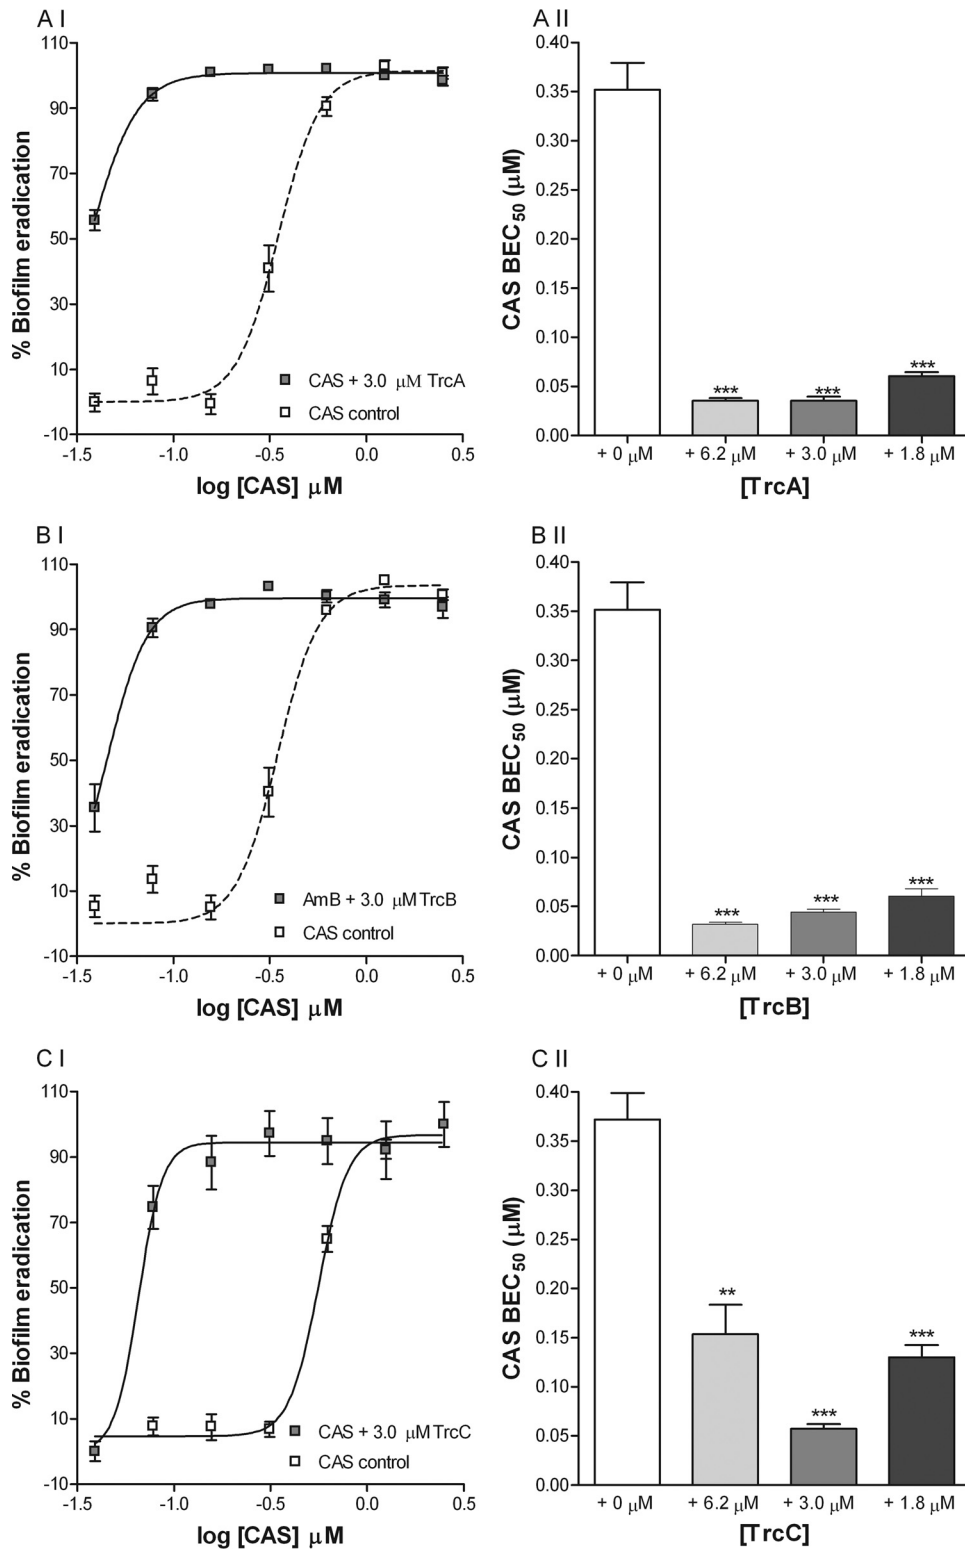 A I
110
90
70
50
30
10
-10
% Biofilm eradication
CAS + 3.0 µM TrcA
CAS control
-1.5 -1.0 -0.5 0.0 0.5
log [CAS] µM
A II
0.40
0.35
0.30
0.25
0.20
0.15
0.10
0.05
0.00
CAS BEC50 (µM)
*** *** ***
+ 0 µM + 6.2 µM + 3.0 µM + 1.8 µM
[TrcA]
B I
110
90
70
50
30
10
-10
% Biofilm eradication
AmB + 3.0 µM TrcB
CAS control
-1.5 -1.0 -0.5 0.0 0.5
log [CAS] µM
B II
0.40
0.35
0.30
0.25
0.20
0.15
0.10
0.05
0.00
CAS BEC50 (µM)
*** *** ***
+ 0 µM + 6.2 µM + 3.0 µM + 1.8 µM
[TrcB]
C I
110
90
70
50
30
10
-10
% Biofilm eradication
CAS + 3.0 µM TrcC
CAS control
-1.5 -1.0 -0.5 0.0 0.5
log [CAS] µM
C II
0.40
0.35
0.30
0.25
0.20
0.15
0.10
0.05
0.00
CAS BEC50 (µM)
** *** ***
+ 0 µM + 6.2 µM + 3.0 µM + 1.8 µM
[TrcC]